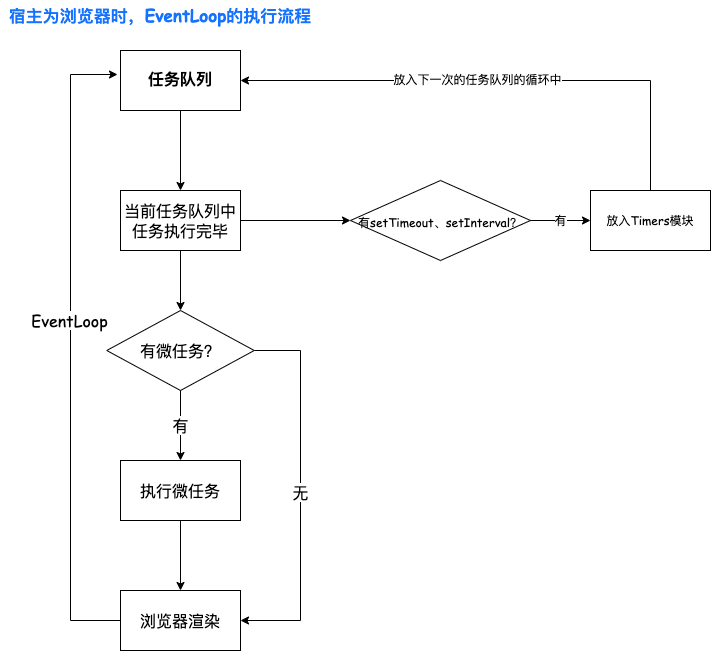 宿主为浏览器时，EventLoop的执行流程
任务队列
放入下一次的任务队列的循环中
当前任务队列中
任务执行完毕
有setTimeout、setInterval?
有
放入Timers模块
EventLoop
有微任务?
有
执行微任务
无
浏览器渲染